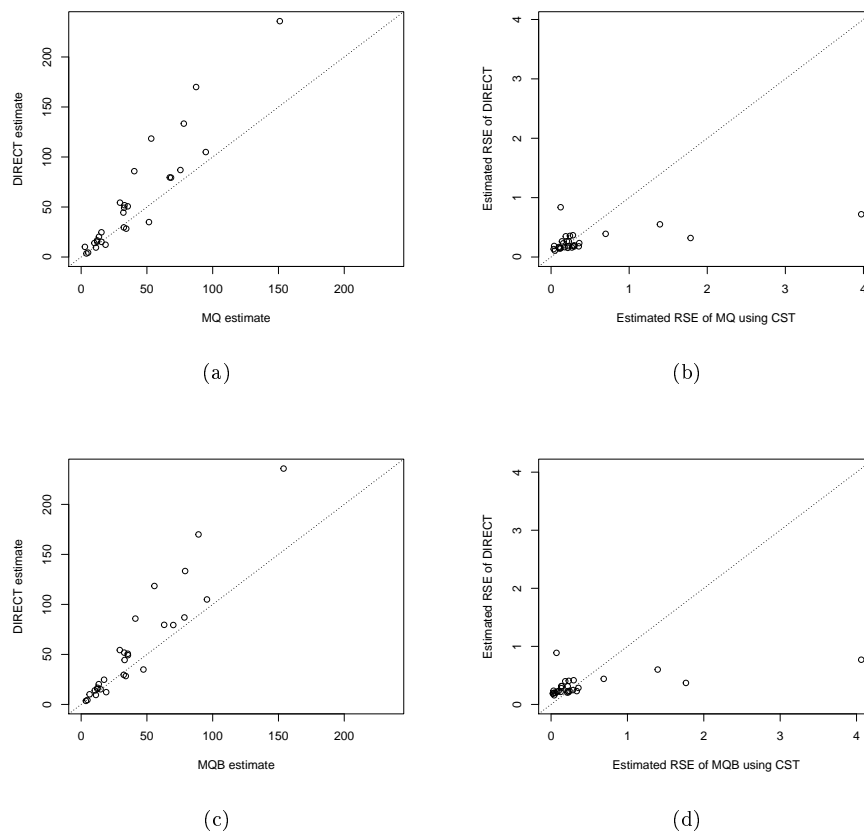 200
150
100
50
0
DIRECT estimate
0 50 100 150 200
MQ estimate
(a)
4
3
2
1
0
Estimated RSE of DIRECT
0 1 2 3 4
Estimated RSE of MQ using CST
(b)
200
150
100
50
0
DIRECT estimate
0 50 100 150 200
MQB estimate
(c)
4
3
2
1
0
Estimated RSE of DIRECT
0 1 2 3 4
Estimated RSE of MQB using CST
(d)